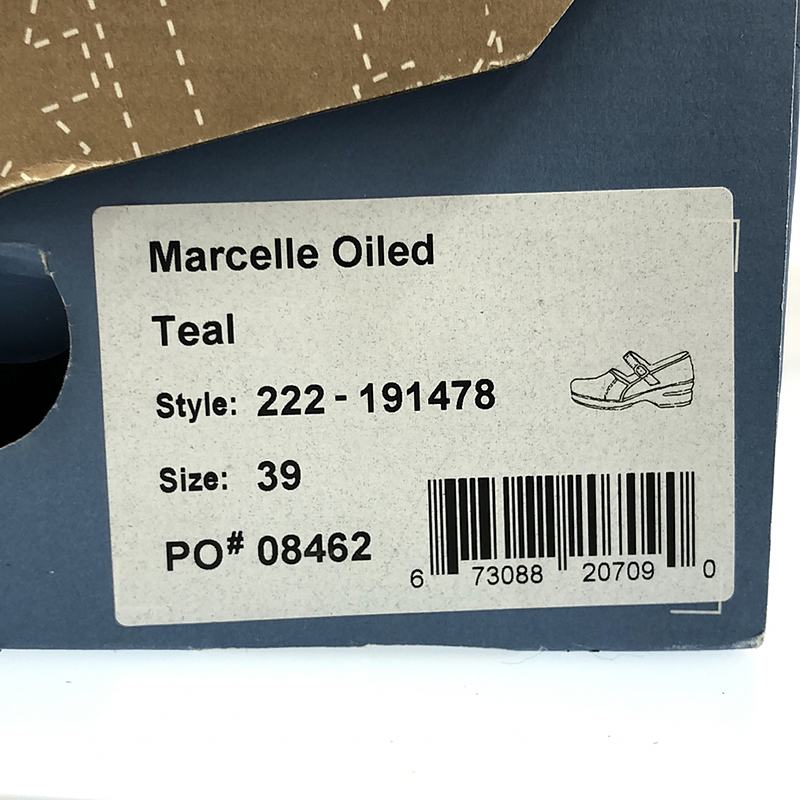 Marcelle Oiled
Teal
Style: 222 - 191478
Size: 39
PO# 08462
6 73088 20709 0